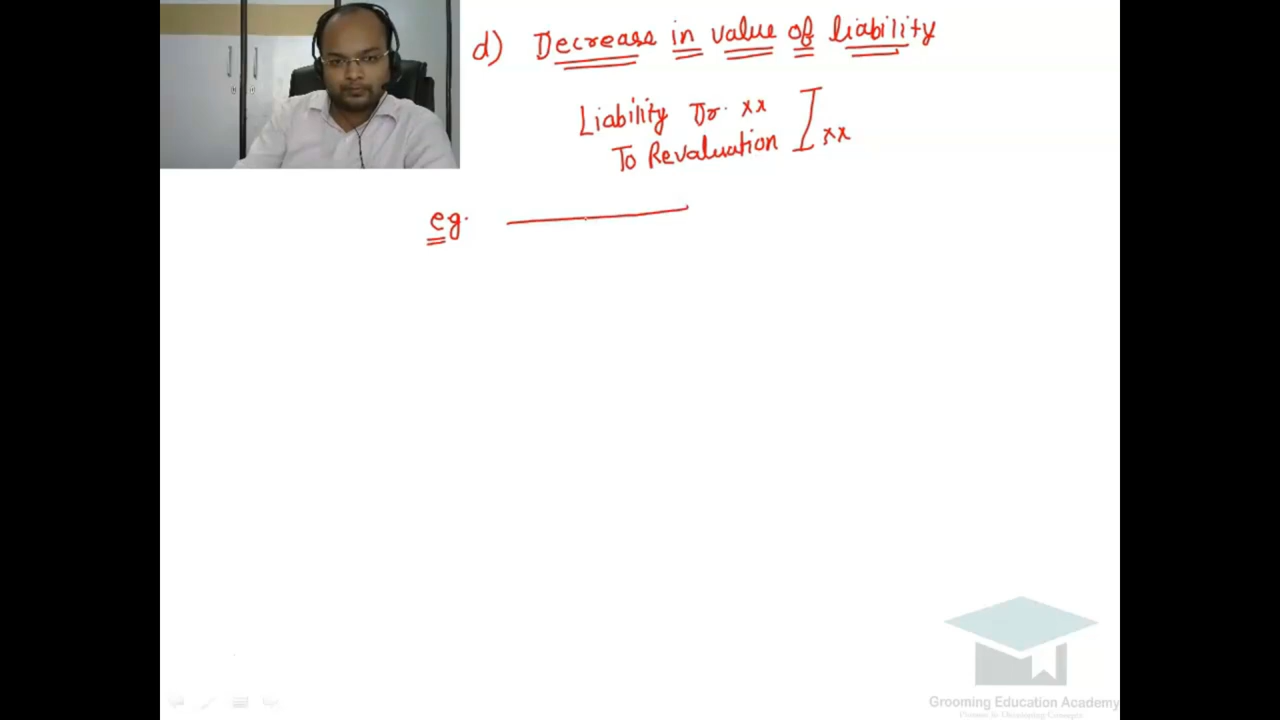 d) Decrease in value of liability
Liability Dr. xx
To Revaluation xx
eg.
Grooming Education Academy